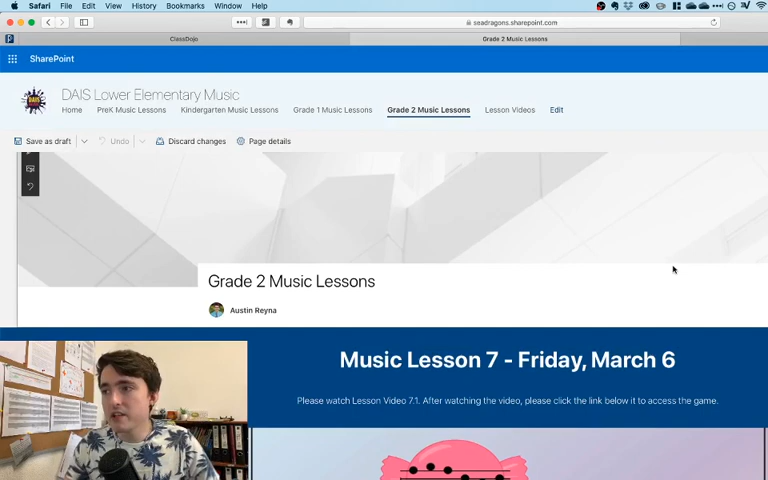 Safari File Edit View History Bookmarks Window Help
seadragons.sharepoint.com
ClassDojo Grade 2 Music Lessons
SharePoint
DAIS
DAIS Lower Elementary Music
Home PreK Music Lessons Kindergarten Music Lessons Grade 1 Music Lessons Grade 2 Music Lessons Lesson Videos Edit
Save as draft Undo Discard changes Page details
Grade 2 Music Lessons
Austin Reyna
Music Lesson 7 - Friday, March 6
Please watch Lesson Video 7.1. After watching the video, please click the link below it to access the game.